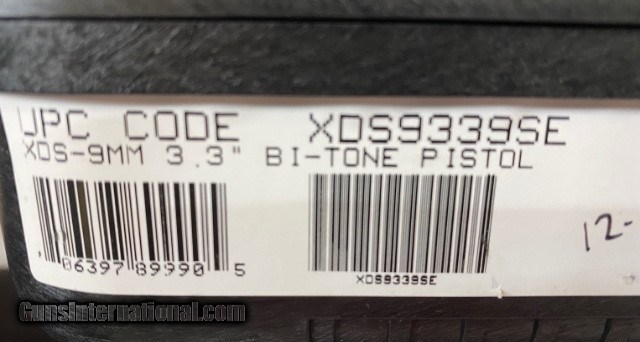 UPC CODE XDS9339SE
XDS-9MM 3.3" BI-TONE PISTOL
06397 89990 5
XDS9339SE
12-
GunsInternational.com